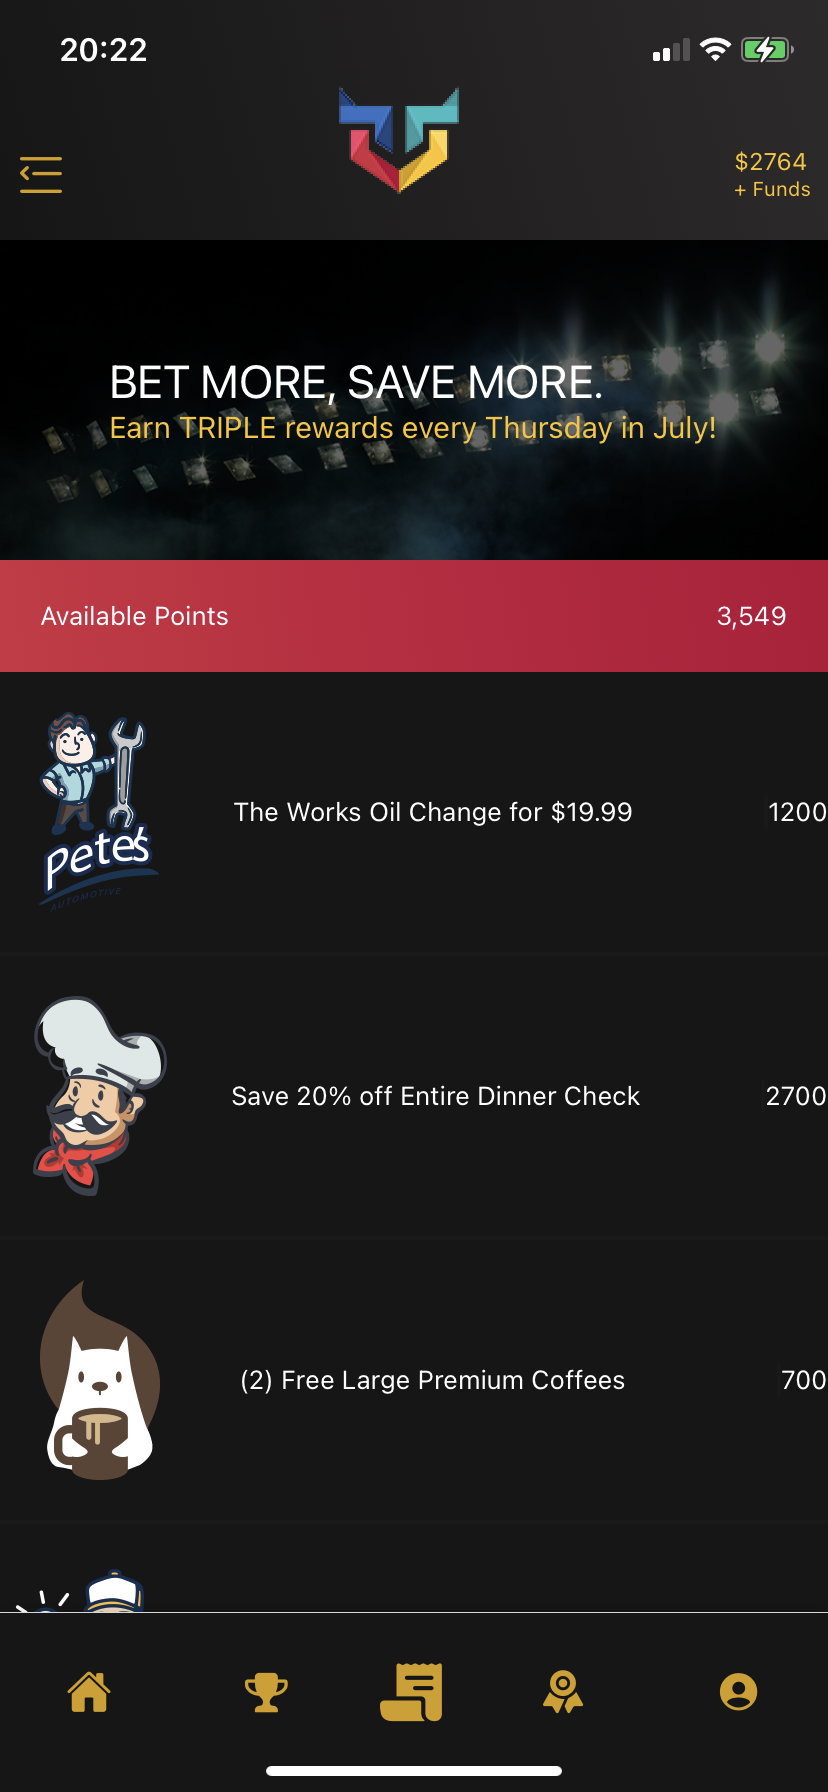 20:22
$2764
+ Funds
BET MORE, SAVE MORE.
Earn TRIPLE rewards every Thursday in July!
Available Points 3,549
Pete's
AUTOMOTIVE
The Works Oil Change for $19.99 1200
Save 20% off Entire Dinner Check 2700
(2) Free Large Premium Coffees 700